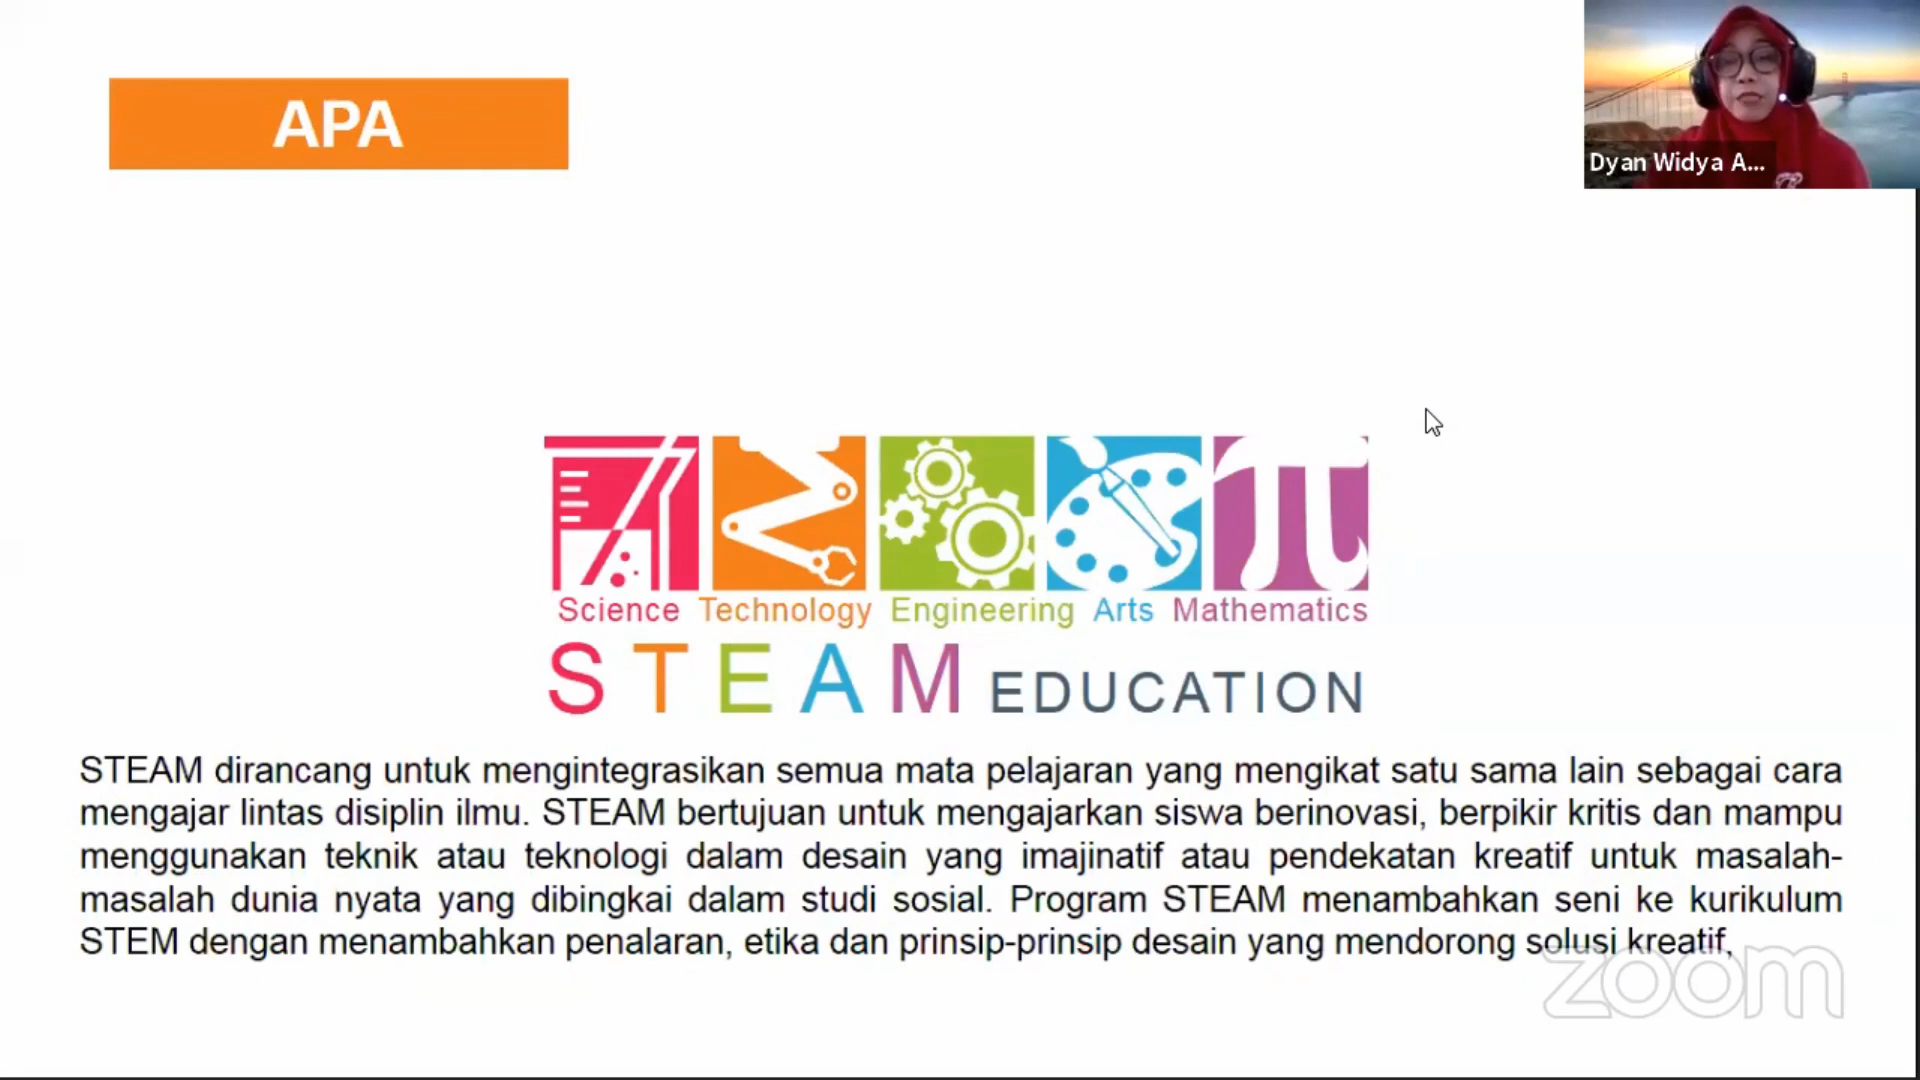 APA
Dyan Widya A...
Science Technology Engineering Arts Mathematics
STEAM EDUCATION
STEAM dirancang untuk mengintegrasikan semua mata pelajaran yang mengikat satu sama lain sebagai cara
mengajar lintas disiplin ilmu. STEAM bertujuan untuk mengajarkan siswa berinovasi, berpikir kritis dan mampu
menggunakan teknik atau teknologi dalam desain yang imajinatif atau pendekatan kreatif untuk masalah-
masalah dunia nyata yang dibingkai dalam studi sosial. Program STEAM menambahkan seni ke kurikulum
STEM dengan menambahkan penalaran, etika dan prinsip-prinsip desain yang mendorong solusi kreatif,
zoom